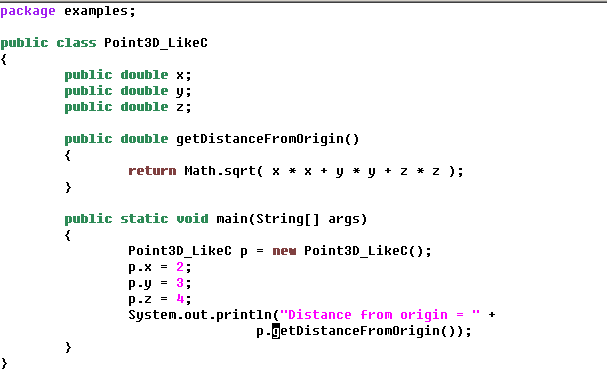 package examples;
public class Point3D_LikeC
{
public double x;
public double y;
public double z;
public double getDistanceFromOrigin()
{
return Math.sqrt( x * x + y * y + z * z );
}
public static void main(String[] args)
{
Point3D_LikeC p = new Point3D_LikeC();
p.x = 2;
p.y = 3;
p.z = 4;
System.out.println("Distance from origin = " +
p.getDistanceFromOrigin());
}
}